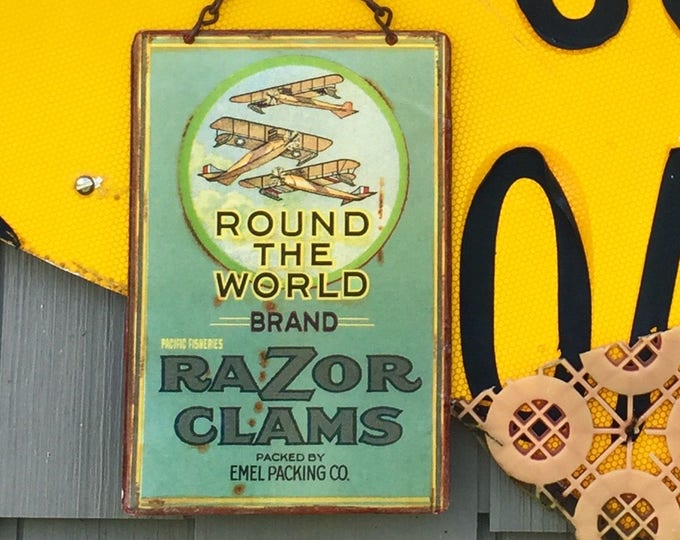 ROUND
THE
WORLD
BRAND
PACIFIC FISHERIES
RAZOR
CLAMS
PACKED BY
EMEL PACKING CO.